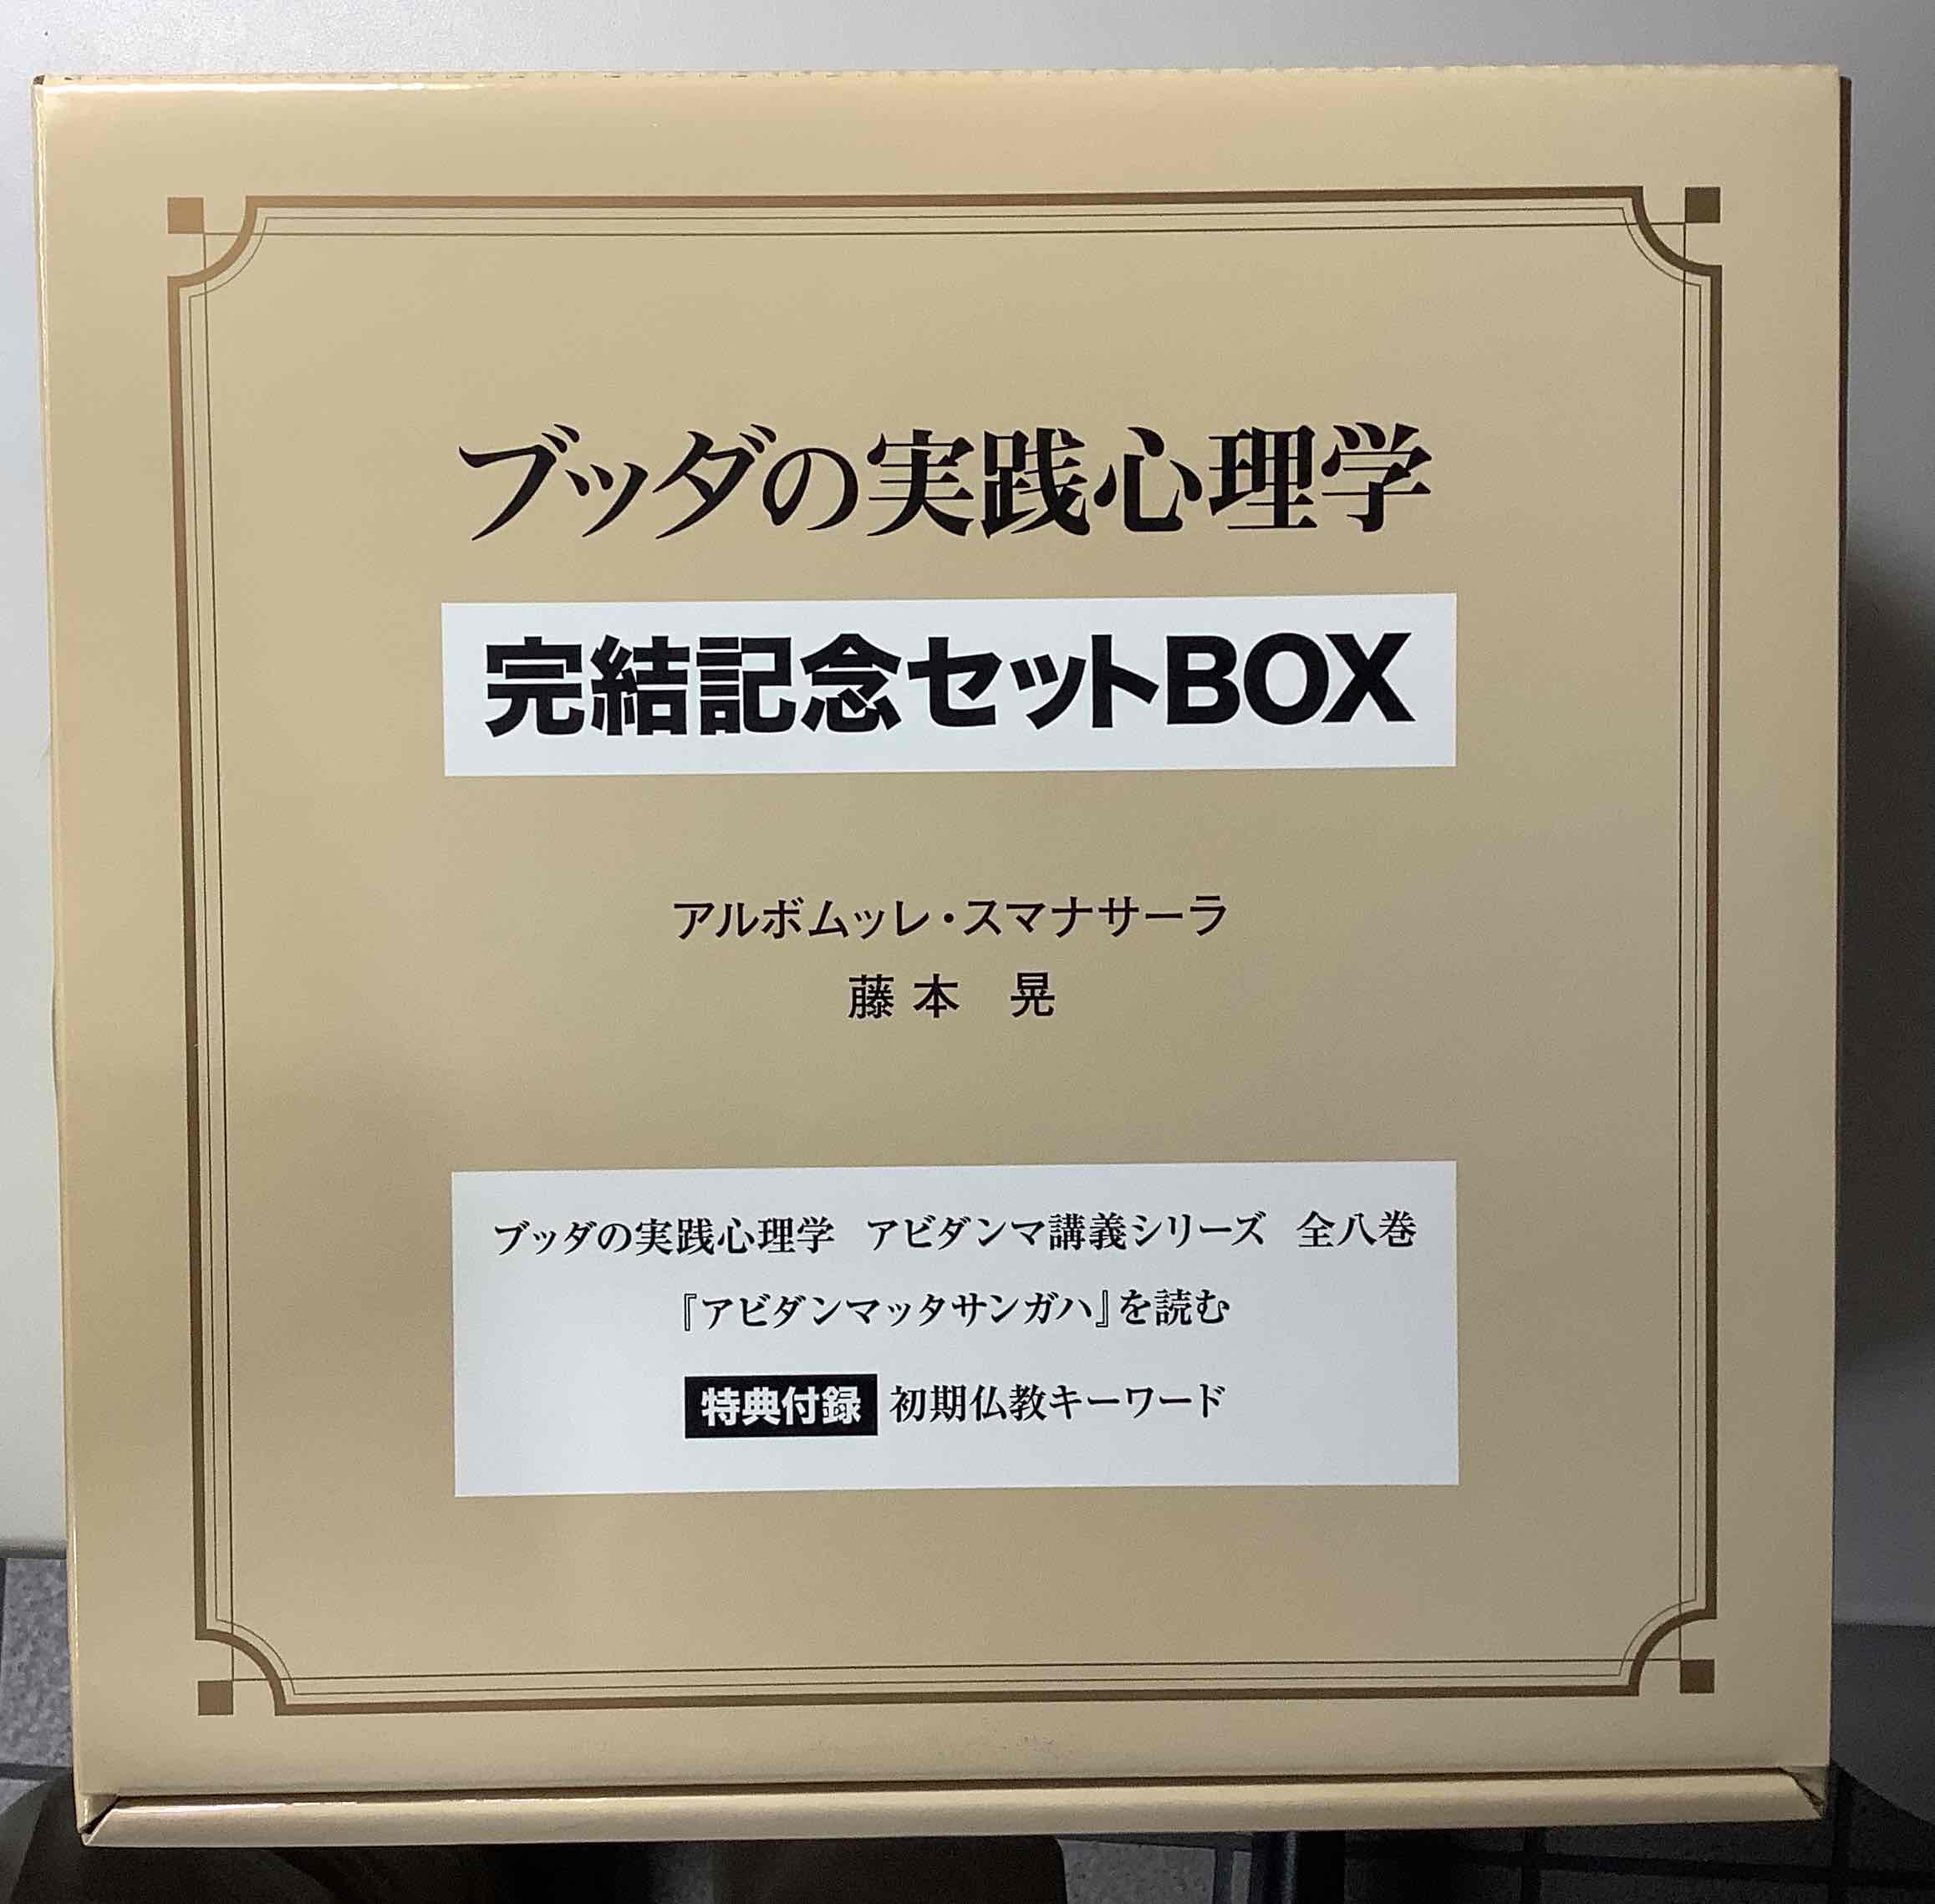 ブッダの実践心理学
完結記念セットBOX
アルボムッレ・スマナサーラ
藤本 晃
ブッダの実践心理学 アビダンマ講義シリーズ 全八巻
『アビダンマッタサンガハ』を読む
特典付録 初期仏教キーワード